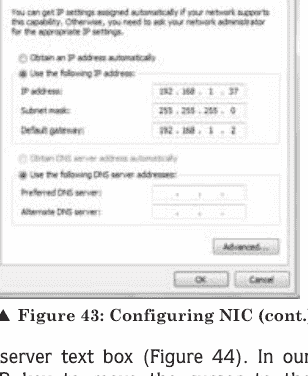 You can get IP settings assigned automatically if your network supports
this capability. Otherwise, you need to ask your network administrator
for the appropriate IP settings.
Obtain an IP address automatically
Use the following IP address:
IP address: 192 . 168 . 1 . 37
Subnet mask: 255 . 255 . 255 . 0
Default gateway: 192 . 168 . 1 . 2
Obtain DNS server address automatically
Use the following DNS server addresses:
Preferred DNS server: . . .
Alternate DNS server: . . .
Advanced...
OK Cancel
▲ Figure 43: Configuring NIC (cont.
server text box (Figure 44). In our